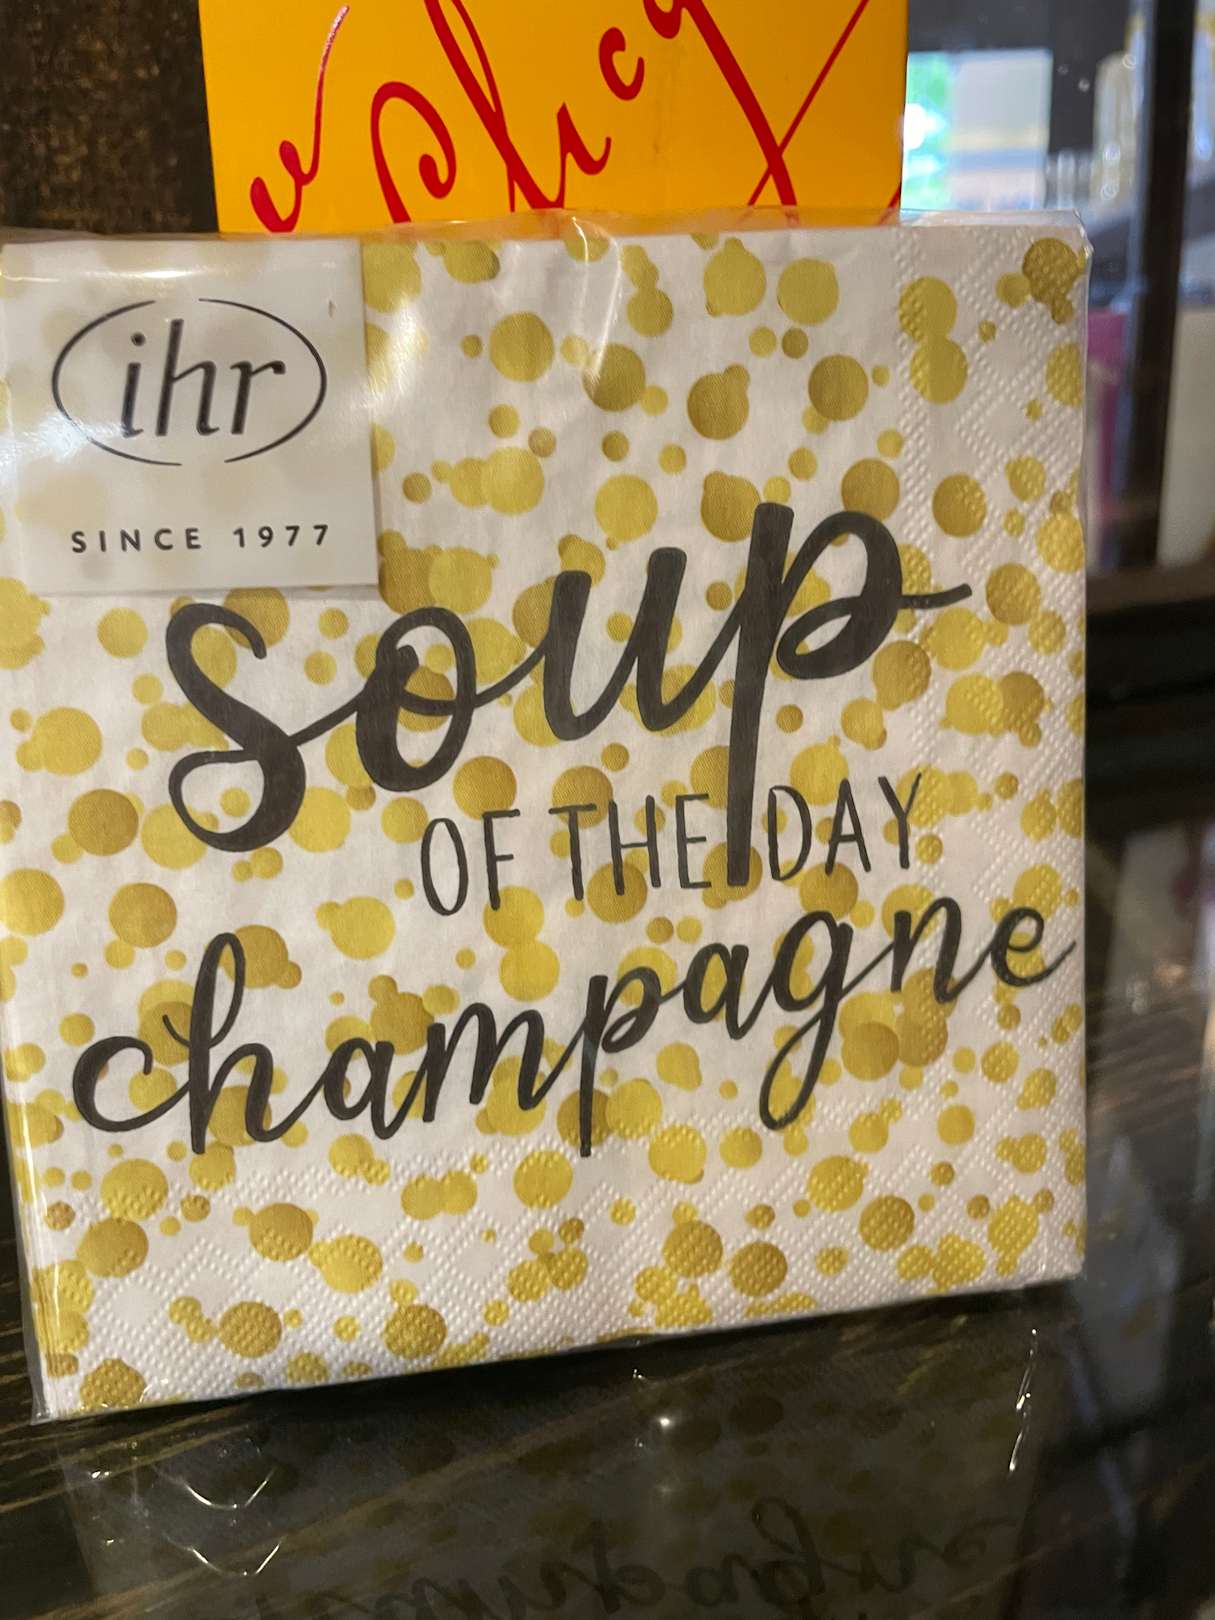 ihr
SINCE 1977
soup
OF THE DAY
champagne